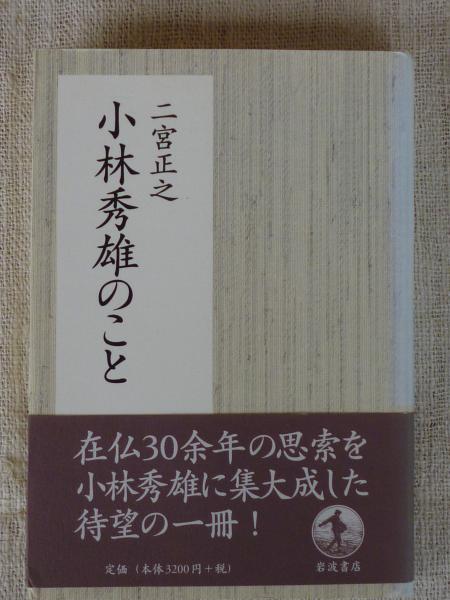 二宮正之
小林秀雄のこと
在仏30余年の思索を
小林秀雄に集大成した
待望の一冊！
定価（本体3200円+税）
岩波書店